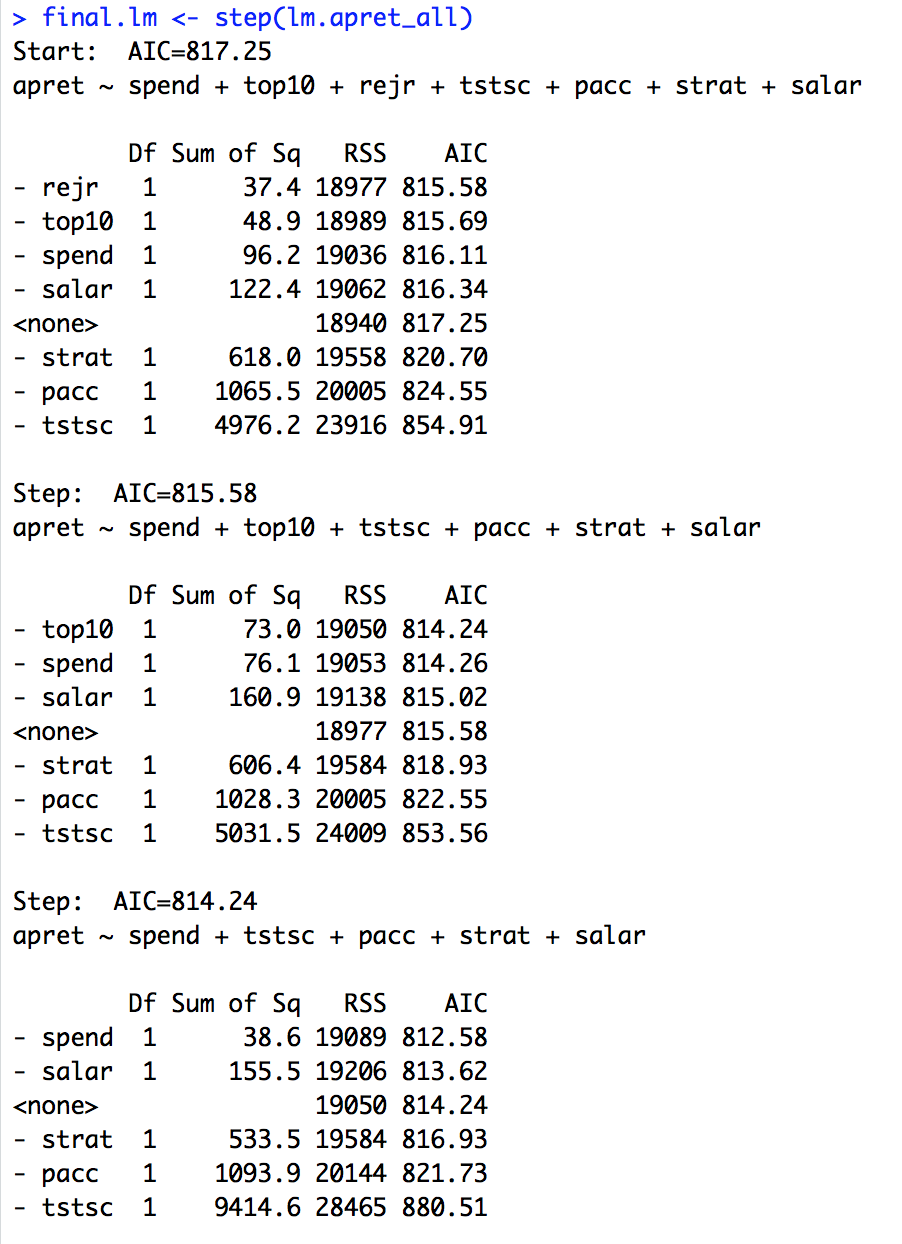 > final.lm <- step(lm.apret_all)
Start:  AIC=817.25
apret ~ spend + top10 + rejr + tstsc + pacc + strat + salar

        Df Sum of Sq   RSS    AIC
- rejr   1      37.4 18977 815.58
- top10  1      48.9 18989 815.69
- spend  1      96.2 19036 816.11
- salar  1     122.4 19062 816.34
<none>               18940 817.25
- strat  1     618.0 19558 820.70
- pacc   1    1065.5 20005 824.55
- tstsc  1    4976.2 23916 854.91

Step:  AIC=815.58
apret ~ spend + top10 + tstsc + pacc + strat + salar

        Df Sum of Sq   RSS    AIC
- top10  1      73.0 19050 814.24
- spend  1      76.1 19053 814.26
- salar  1     160.9 19138 815.02
<none>               18977 815.58
- strat  1     606.4 19584 818.93
- pacc   1    1028.3 20005 822.55
- tstsc  1    5031.5 24009 853.56

Step:  AIC=814.24
apret ~ spend + tstsc + pacc + strat + salar

        Df Sum of Sq   RSS    AIC
- spend  1      38.6 19089 812.58
- salar  1     155.5 19206 813.62
<none>               19050 814.24
- strat  1     533.5 19584 816.93
- pacc   1    1093.9 20144 821.73
- tstsc  1    9414.6 28465 880.51